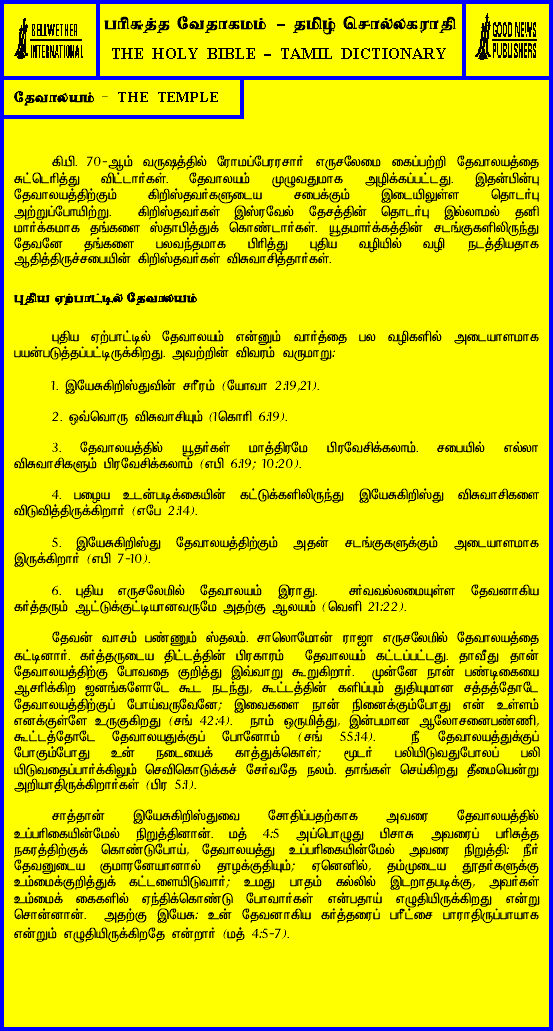 BELLWETHER
INTERNATIONAL
பரிசுத்த வேதாகமம் – தமிழ் சொல்லகராதி
THE HOLY BIBLE – TAMIL DICTIONARY
GOOD NEWS
PUBLISHERS
தேவாலயம் – THE TEMPLE
கி.பி. 70-ஆம் வருஷத்தில் ரோமப்பேரரசார் எருசலேமை கைப்பற்றி தேவாலயத்தை
சுட்டெரித்து விட்டார்கள். தேவாலயம் முழுவதுமாக அழிக்கப்பட்டது. இதன்பின்பு
தேவாலயத்திற்கும் கிறிஸ்தவர்களுடைய சபைக்கும் இடையிலுள்ள தொடர்பு
அற்றுப்போயிற்று. கிறிஸ்தவர்கள் இஸ்ரவேல் தேசத்தின் தொடர்பு இல்லாமல் தனி
மார்க்கமாக தங்களை ஸ்தாபித்துக் கொண்டார்கள். யூதமார்க்கத்தின் சடங்குகளிலிருந்து
தேவனே தங்களை பலவந்தமாக பிரித்து புதிய வழியில் வழி நடத்தியதாக
ஆதித்திருச்சபையின் கிறிஸ்தவர்கள் விசுவாசித்தார்கள்.
புதிய ஏற்பாட்டில் தேவாலயம்
புதிய ஏற்பாட்டில் தேவாலயம் என்னும் வார்த்தை பல வழிகளில் அடையாளமாக
பயன்படுத்தப்பட்டிருக்கிறது. அவற்றின் விவரம் வருமாறு:
1. இயேசுகிறிஸ்துவின் சரீரம் (யோவா 2:19,21).
2. ஒவ்வொரு விசுவாசியும் (1கொரி 6:19).
3. தேவாலயத்தில் யூதர்கள் மாத்திரமே பிரவேசிக்கலாம். சபையில் எல்லா
விசுவாசிகளும் பிரவேசிக்கலாம் (எபி 6:19; 10:20).
4. பழைய உடன்படிக்கையின் கட்டுக்களிலிருந்து இயேசுகிறிஸ்து விசுவாசிகளை
விடுவித்திருக்கிறார் (எபே 2:14).
5. இயேசுகிறிஸ்து தேவாலயத்திற்கும் அதன் சடங்குகளுக்கும் அடையாளமாக
இருக்கிறார் (எபி 7-10).
6. புதிய எருசலேமில் தேவாலயம் இராது. சர்வவல்லமையுள்ள தேவனாகிய
கர்த்தரும் ஆட்டுக்குட்டியானவருமே அதற்கு ஆலயம் (வெளி 21:22).
தேவன் வாசம் பண்ணும் ஸ்தலம். சாலொமோன் ராஜா எருசலேமில் தேவாலயத்தை
கட்டினார். கர்த்தருடைய திட்டத்தின் பிரகாரம் தேவாலயம் கட்டப்பட்டது. தாவீது தான்
தேவாலயத்திற்கு போவதை குறித்து இவ்வாறு கூறுகிறார். முன்னே நான் பண்டிகையை
ஆசரிக்கிற ஜனங்களோடே கூட நடந்து, கூட்டத்தின் களிப்பும் துதியுமான சத்தத்தோடே
தேவாலயத்திற்குப் போய்வருவேனே; இவைகளை நான் நினைக்கும்போது என் உள்ளம்
எனக்குள்ளே உருகுகிறது (சங் 42:4). நாம் ஒருமித்து, இன்பமான ஆலோசனைபண்ணி,
கூட்டத்தோடே தேவாலயதுக்குப் போனோம் (சங் 55:14). நீ தேவாலயத்துக்குப்
போகும்போது உன் நடையைக் காத்துக்கொள்; மூடர் பலியிடுவதுபோலப் பலி
யிடுவதைப்பார்க்கிலும் செவிகொடுக்கச் சேர்வதே நலம். தாங்கள் செய்கிறது தீமையென்று
அறியாதிருக்கிறார்கள் (பிர 5:1).
சாத்தான் இயேசுகிறிஸ்துவை சோதிப்பதற்காக அவரை தேவாலயத்தில்
உப்பரிகையின்மேல் நிறுத்தினான். மத் 4:5 அப்பொழுது பிசாசு அவரைப் பரிசுத்த
நகரத்திற்குக் கொண்டுபோய், தேவாலயத்து உப்பரிகையின்மேல் அவரை நிறுத்தி: நீர்
தேவனுடைய குமாரனேயானால் தாழக்குதியும்; ஏனெனில், தம்முடைய தூதர்களுக்கு
உம்மைக்குறித்துக் கட்டளையிடுவார்; உமது பாதம் கல்லில் இடறாதபடிக்கு, அவர்கள்
உம்மைக் கைகளில் ஏந்திக்கொண்டு போவார்கள் என்பதாய் எழுதியிருக்கிறது என்று
சொன்னான். அதற்கு இயேசு: உன் தேவனாகிய கர்த்தரைப் பரீட்சை பாராதிருப்பாயாக
என்றும் எழுதியிருக்கிறதே என்றார் (மத் 4:5-7).